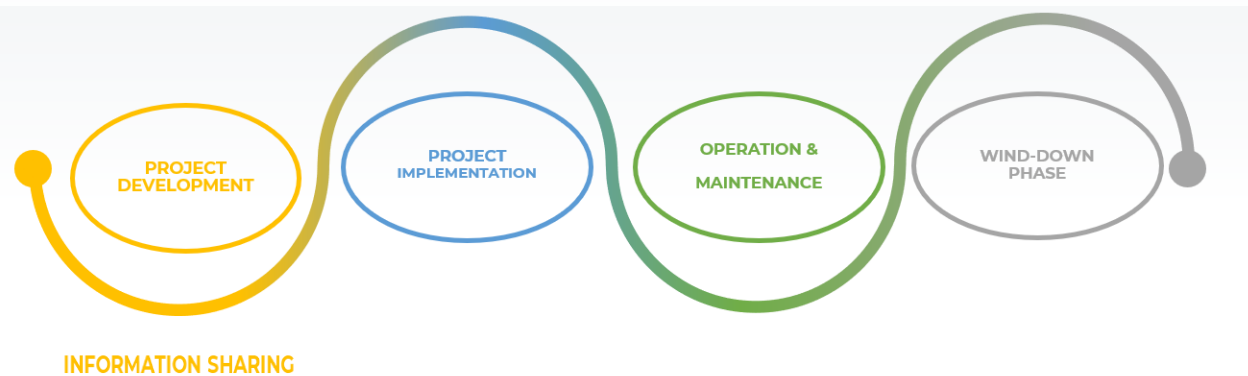 PROJECT
DEVELOPMENT
PROJECT
IMPLEMENTATION
OPERATION &
MAINTENANCE
WIND-DOWN
PHASE
INFORMATION SHARING